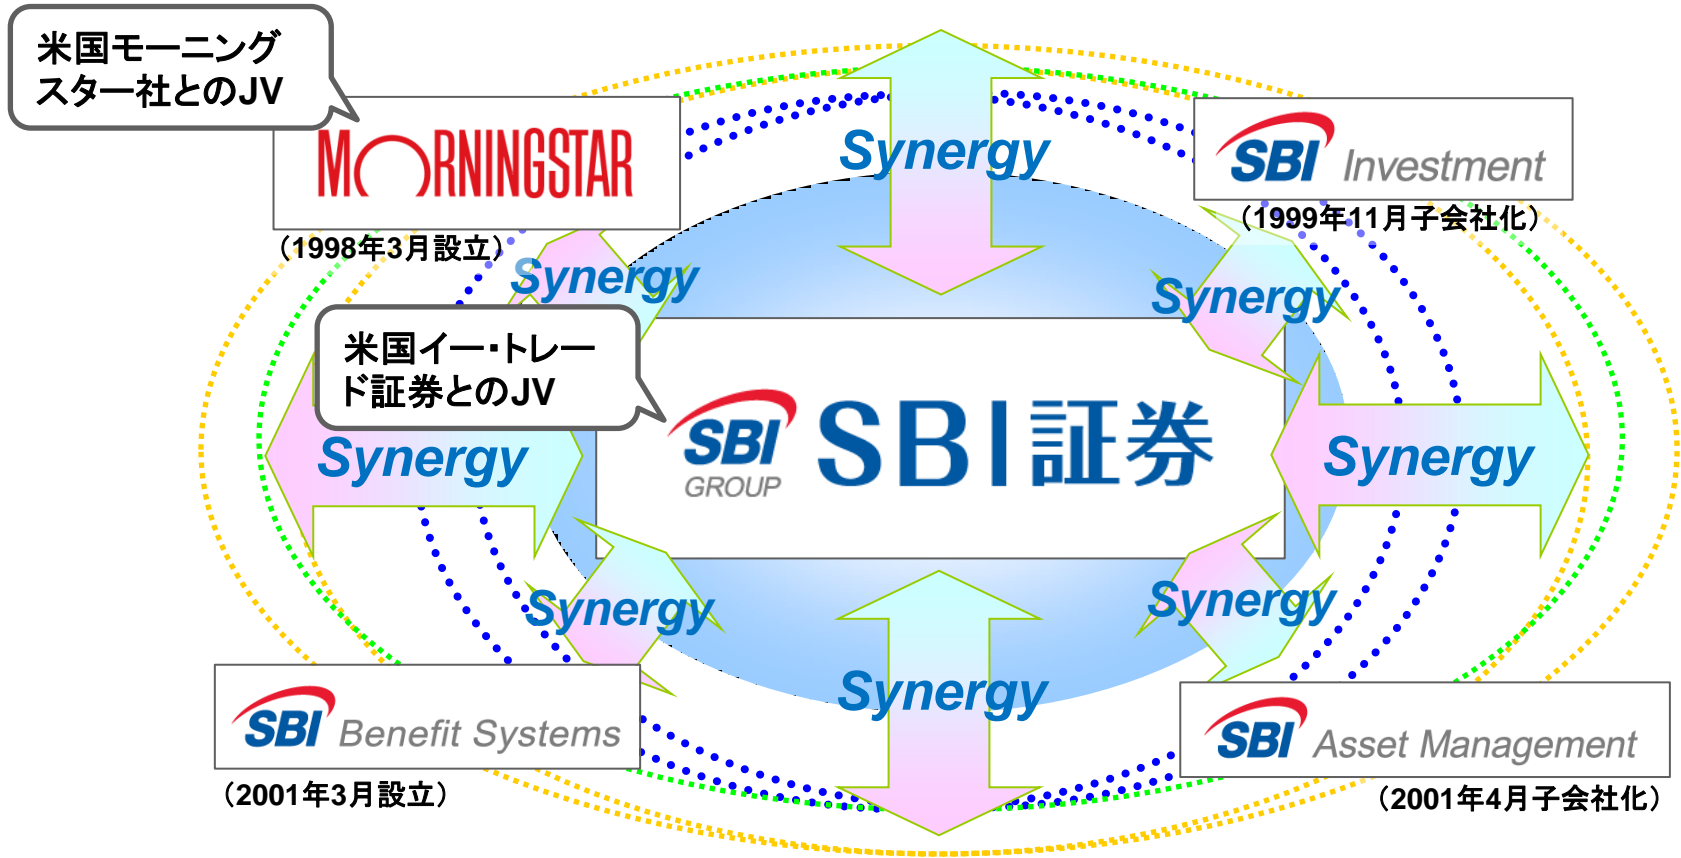 米国モーニング
スター社とのJV
MORNINGSTAR
（1998年3月設立）
Synergy
SBI Investment
（1999年11月子会社化）
Synergy
Synergy
米国イー・トレー
ド証券とのJV
SBI
GROUP
SBI証券
Synergy
Synergy
Synergy
Synergy
Synergy
SBI Benefit Systems
（2001年3月設立）
SBI Asset Management
（2001年4月子会社化）